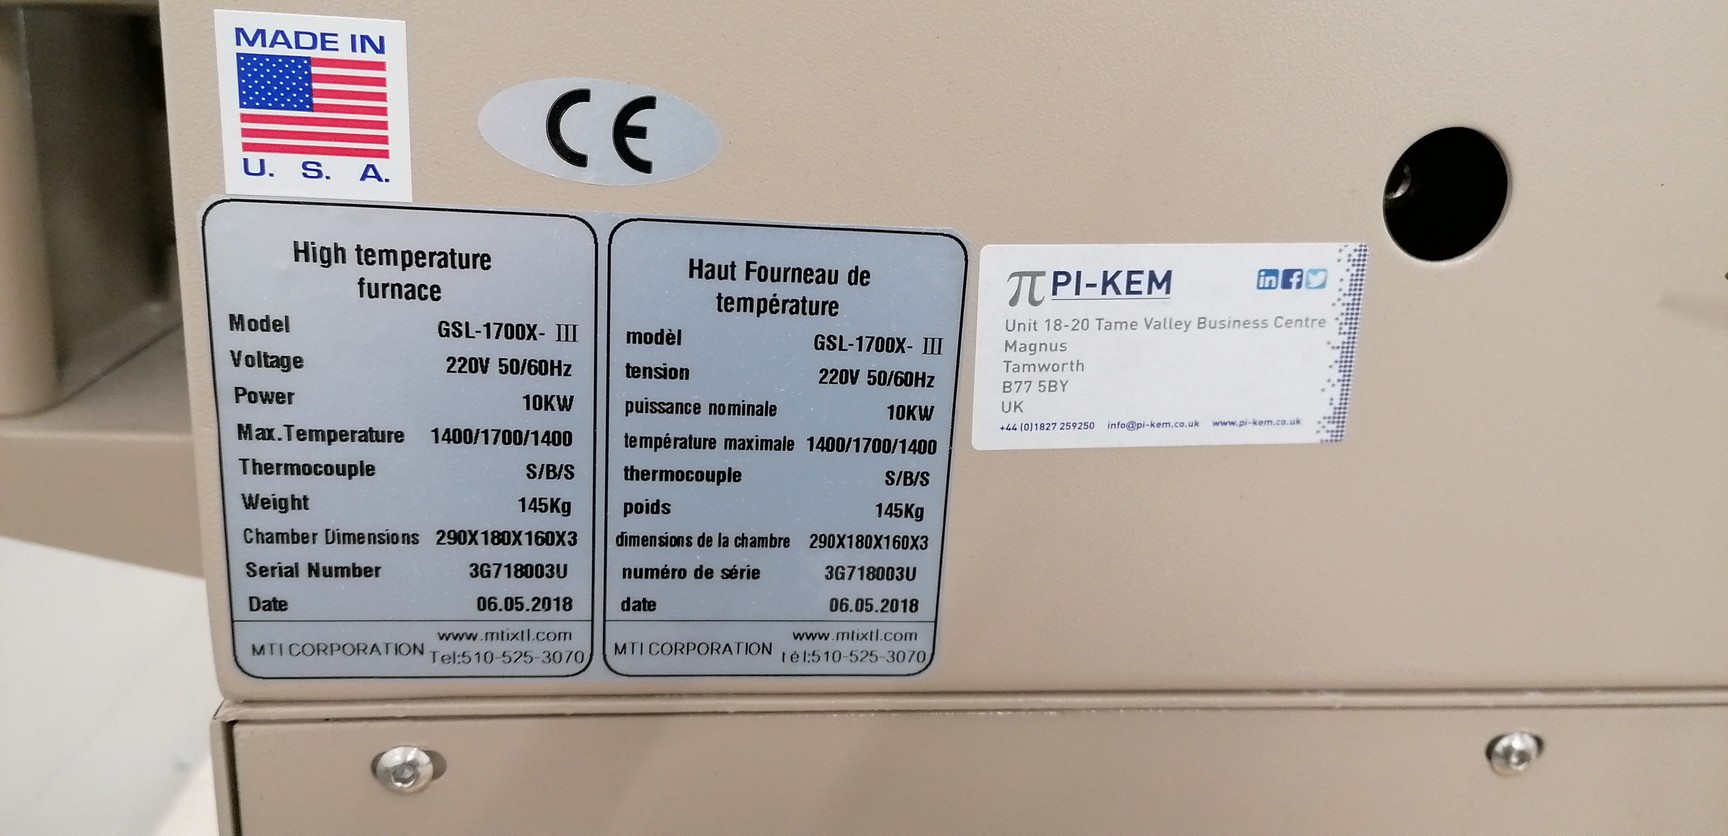 MADE IN
U. S. A.
CE
High temperature
furnace
Model GSL-1700X- III
Voltage 220V 50/60Hz
Power 10KW
Max.Temperature 1400/1700/1400
Thermocouple S/B/S
Weight 145Kg
Chamber Dimensions 290X180X160X3
Serial Number 3G718003U
Date 06.05.2018
MTI CORPORATION www.mtixtl.com
Tel:510-525-3070
Haut Fourneau de
température
modèl GSL-1700X- III
tension 220V 50/60Hz
puissance nominale 10KW
température maximale 1400/1700/1400
thermocouple S/B/S
poids 145Kg
dimensions de la chambre 290X180X160X3
numéro de série 3G718003U
date 06.05.2018
MTI CORPORATION www.mtixtl.com
tél:510-525-3070
π PI-KEM in f
Unit 18-20 Tame Valley Business Centre
Magnus
Tamworth
B77 5BY
UK
+44 (0)1827 259250 info@pi-kem.co.uk www.pi-kem.co.uk